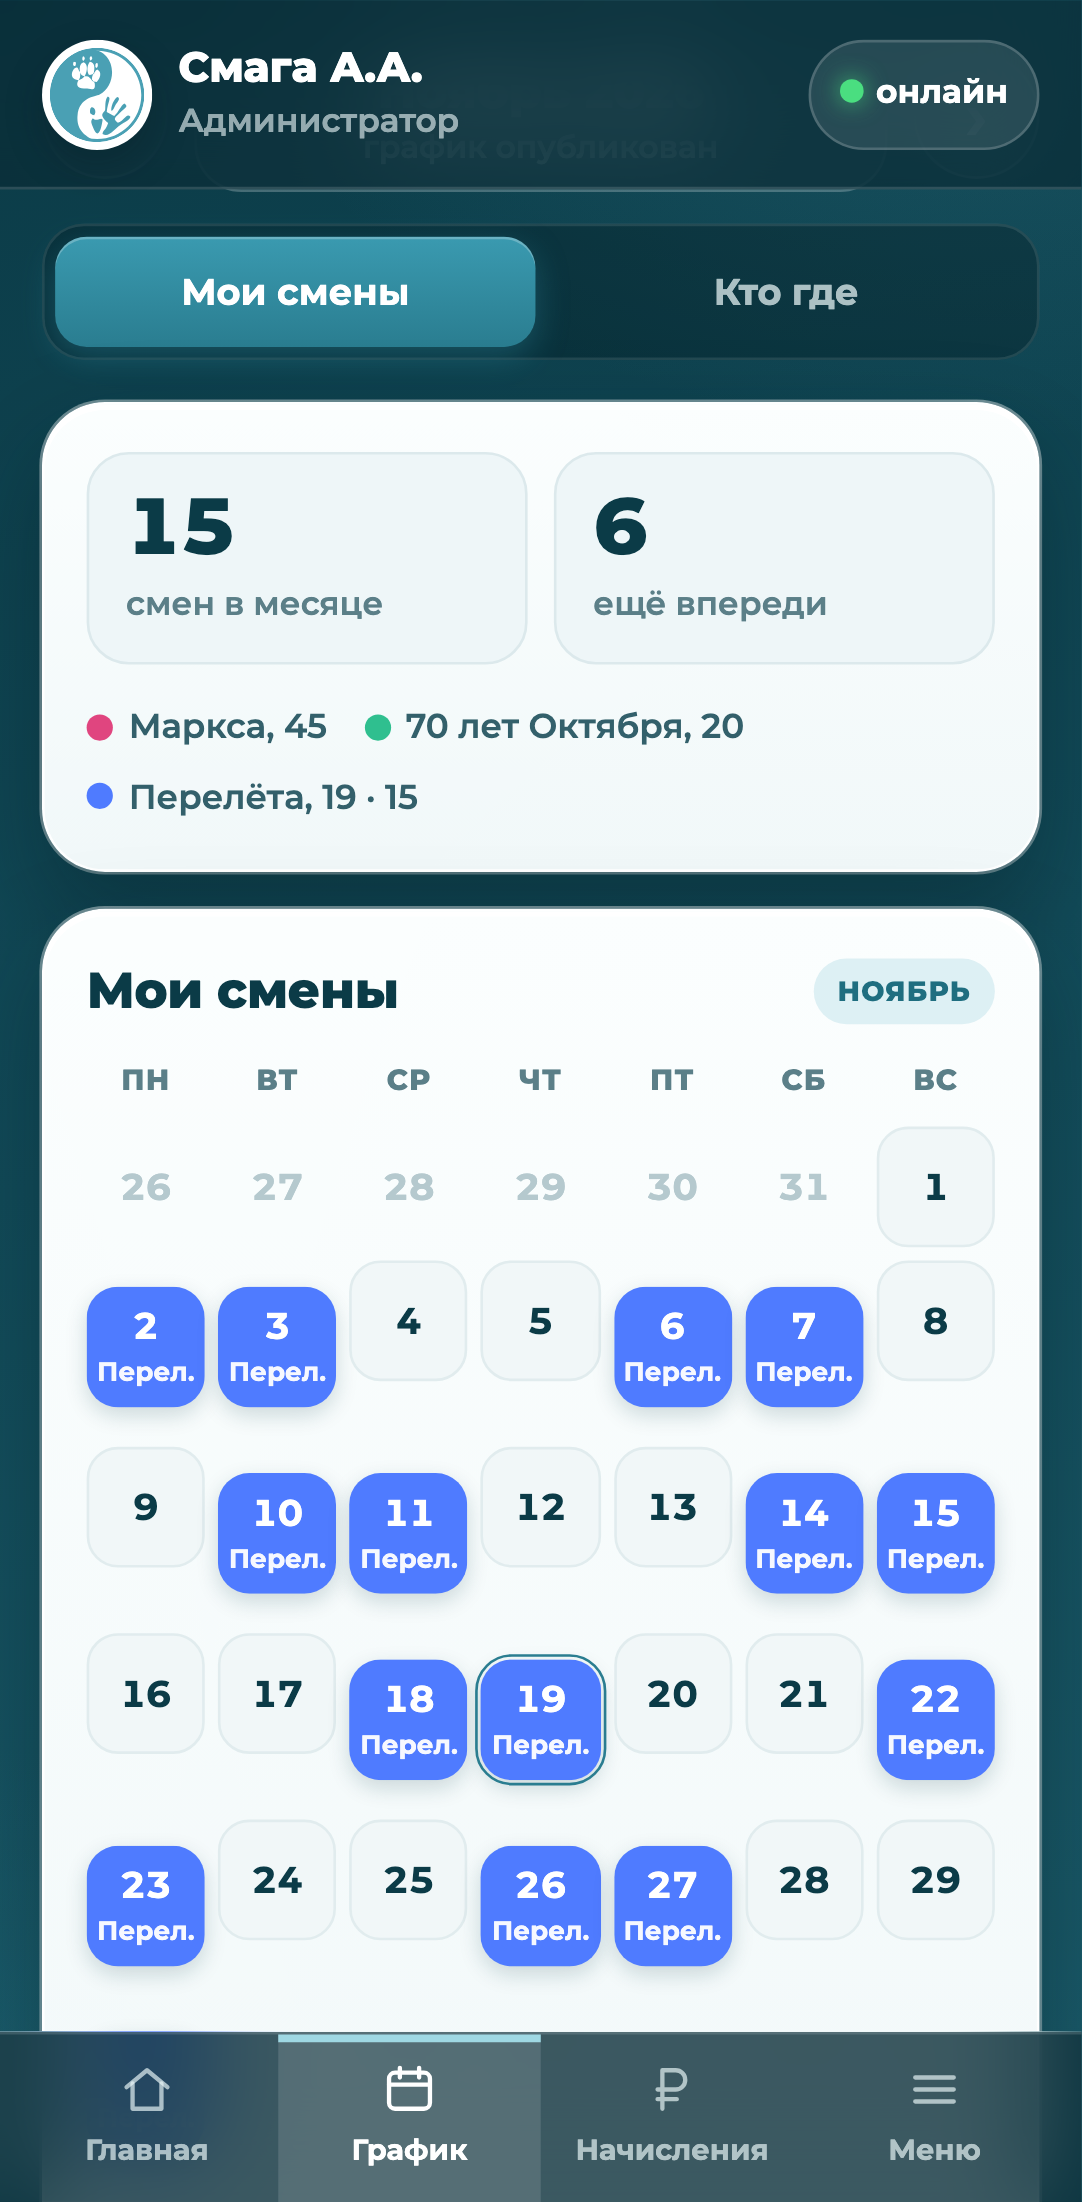 Смага А.А.
Администратор
онлайн
график опубликован
Мои смены
Кто где
15
смен в месяце
6
ещё впереди
Маркса, 45
70 лет Октября, 20
Перелёта, 19 · 15
Мои смены
НОЯБРЬ
ПН ВТ СР ЧТ ПТ СБ ВС
26 27 28 29 30 31 1
2 3 4 5 6 7 8
Перел. Перел. Перел. Перел.
9 10 11 12 13 14 15
Перел. Перел. Перел. Перел.
16 17 18 19 20 21 22
Перел. Перел. Перел.
23 24 25 26 27 28 29
Перел. Перел. Перел.
Главная График Начисления Меню